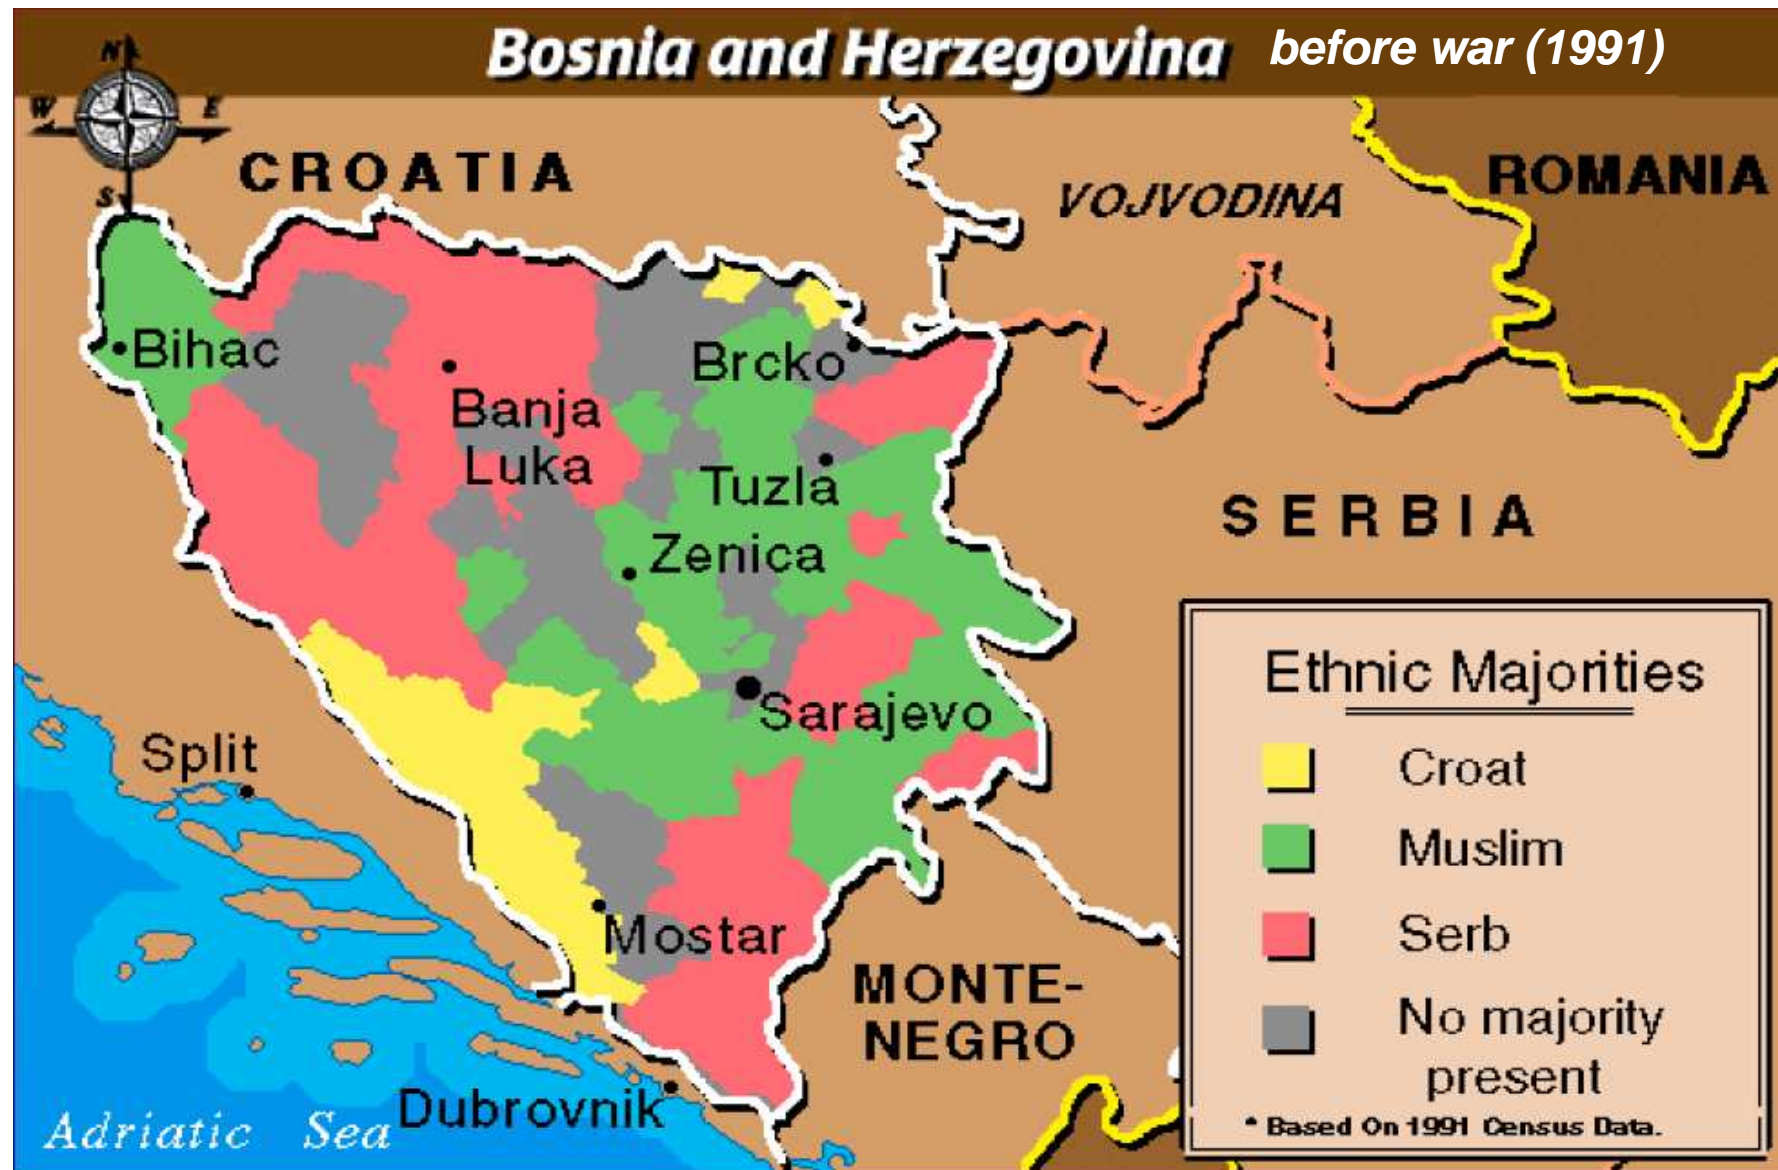 Bosnia and Herzegovina before war (1991)
N
W E
S
CROATIA
VOJVODINA
ROMANIA
Bihac
Brcko
Banja
Luka
Tuzla
SERBIA
Zenica
Sarajevo
Split
Mostar
MONTE-
NEGRO
Dubrovnik
Adriatic Sea
Ethnic Majorities
Croat
Muslim
Serb
No majority
present
* Based On 1991 Census Data.